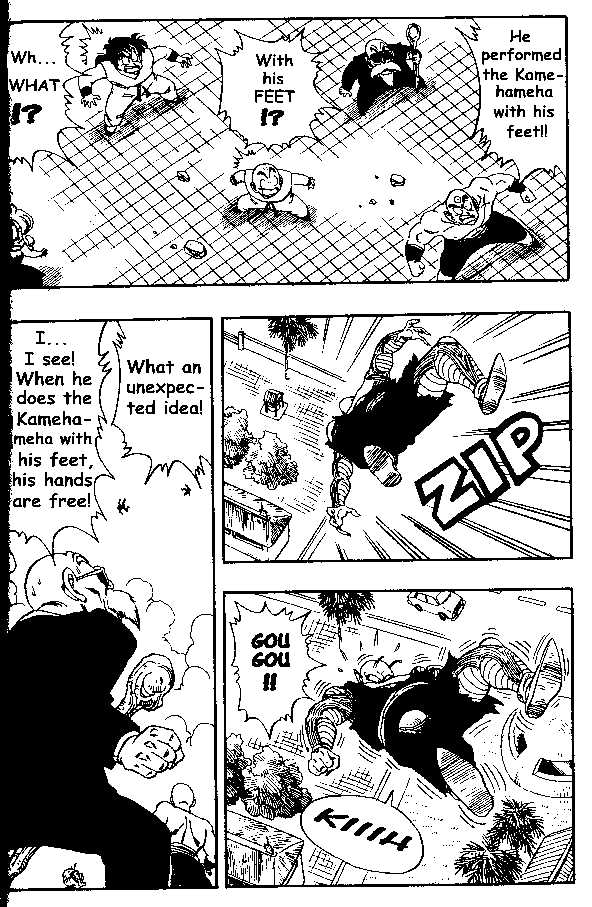 He
performed
the Kame-
hameha
with his
feet!!
With
his
FEET
!?
Wh...
WHAT
!?
ZIP
What an
unexpec-
ted idea!
I...
I see!
When he
does the
Kameha-
meha with
his feet,
his hands
are free!
GOU
GOU
!!
KIIIH